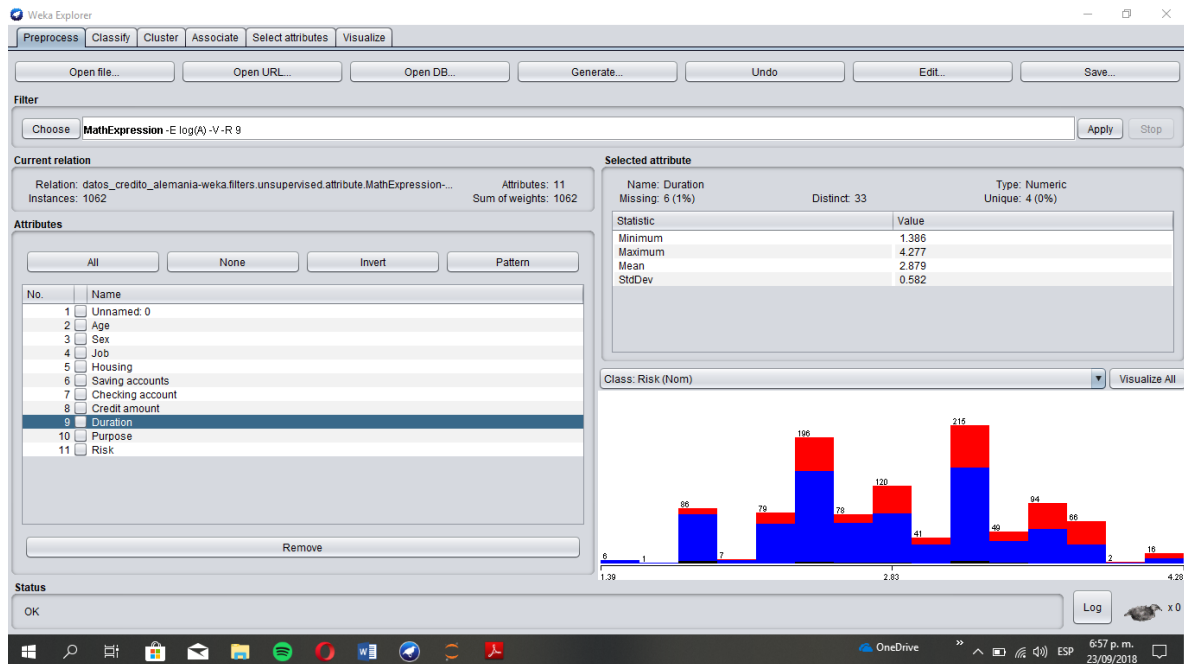 Weka Explorer
Preprocess Classify Cluster Associate Select attributes Visualize
Open file... Open URL... Open DB... Generate... Undo Edit... Save...
Filter
Choose MathExpression -E log(A) -V -R 9 Apply Stop
Current relation
Relation: datos_credito_alemania-weka.filters.unsupervised.attribute.MathExpression-... Attributes: 11
Instances: 1062 Sum of weights: 1062
Attributes
All None Invert Pattern
No. Name
1 Unnamed: 0
2 Age
3 Sex
4 Job
5 Housing
6 Saving accounts
7 Checking account
8 Credit amount
9 Duration
10 Purpose
11 Risk
Remove
Selected attribute
Name: Duration Type: Numeric
Missing: 6 (1%) Distinct: 33 Unique: 4 (0%)
Statistic Value
Minimum 1.386
Maximum 4.277
Mean 2.879
StdDev 0.582
Class: Risk (Nom) Visualize All
6 1 86 7 79 196 78 120 41 215 49 94 66 2 16
1.39 2.83 4.28
Status
OK Log x 0
OneDrive ESP 6:57 p. m.
23/09/2018